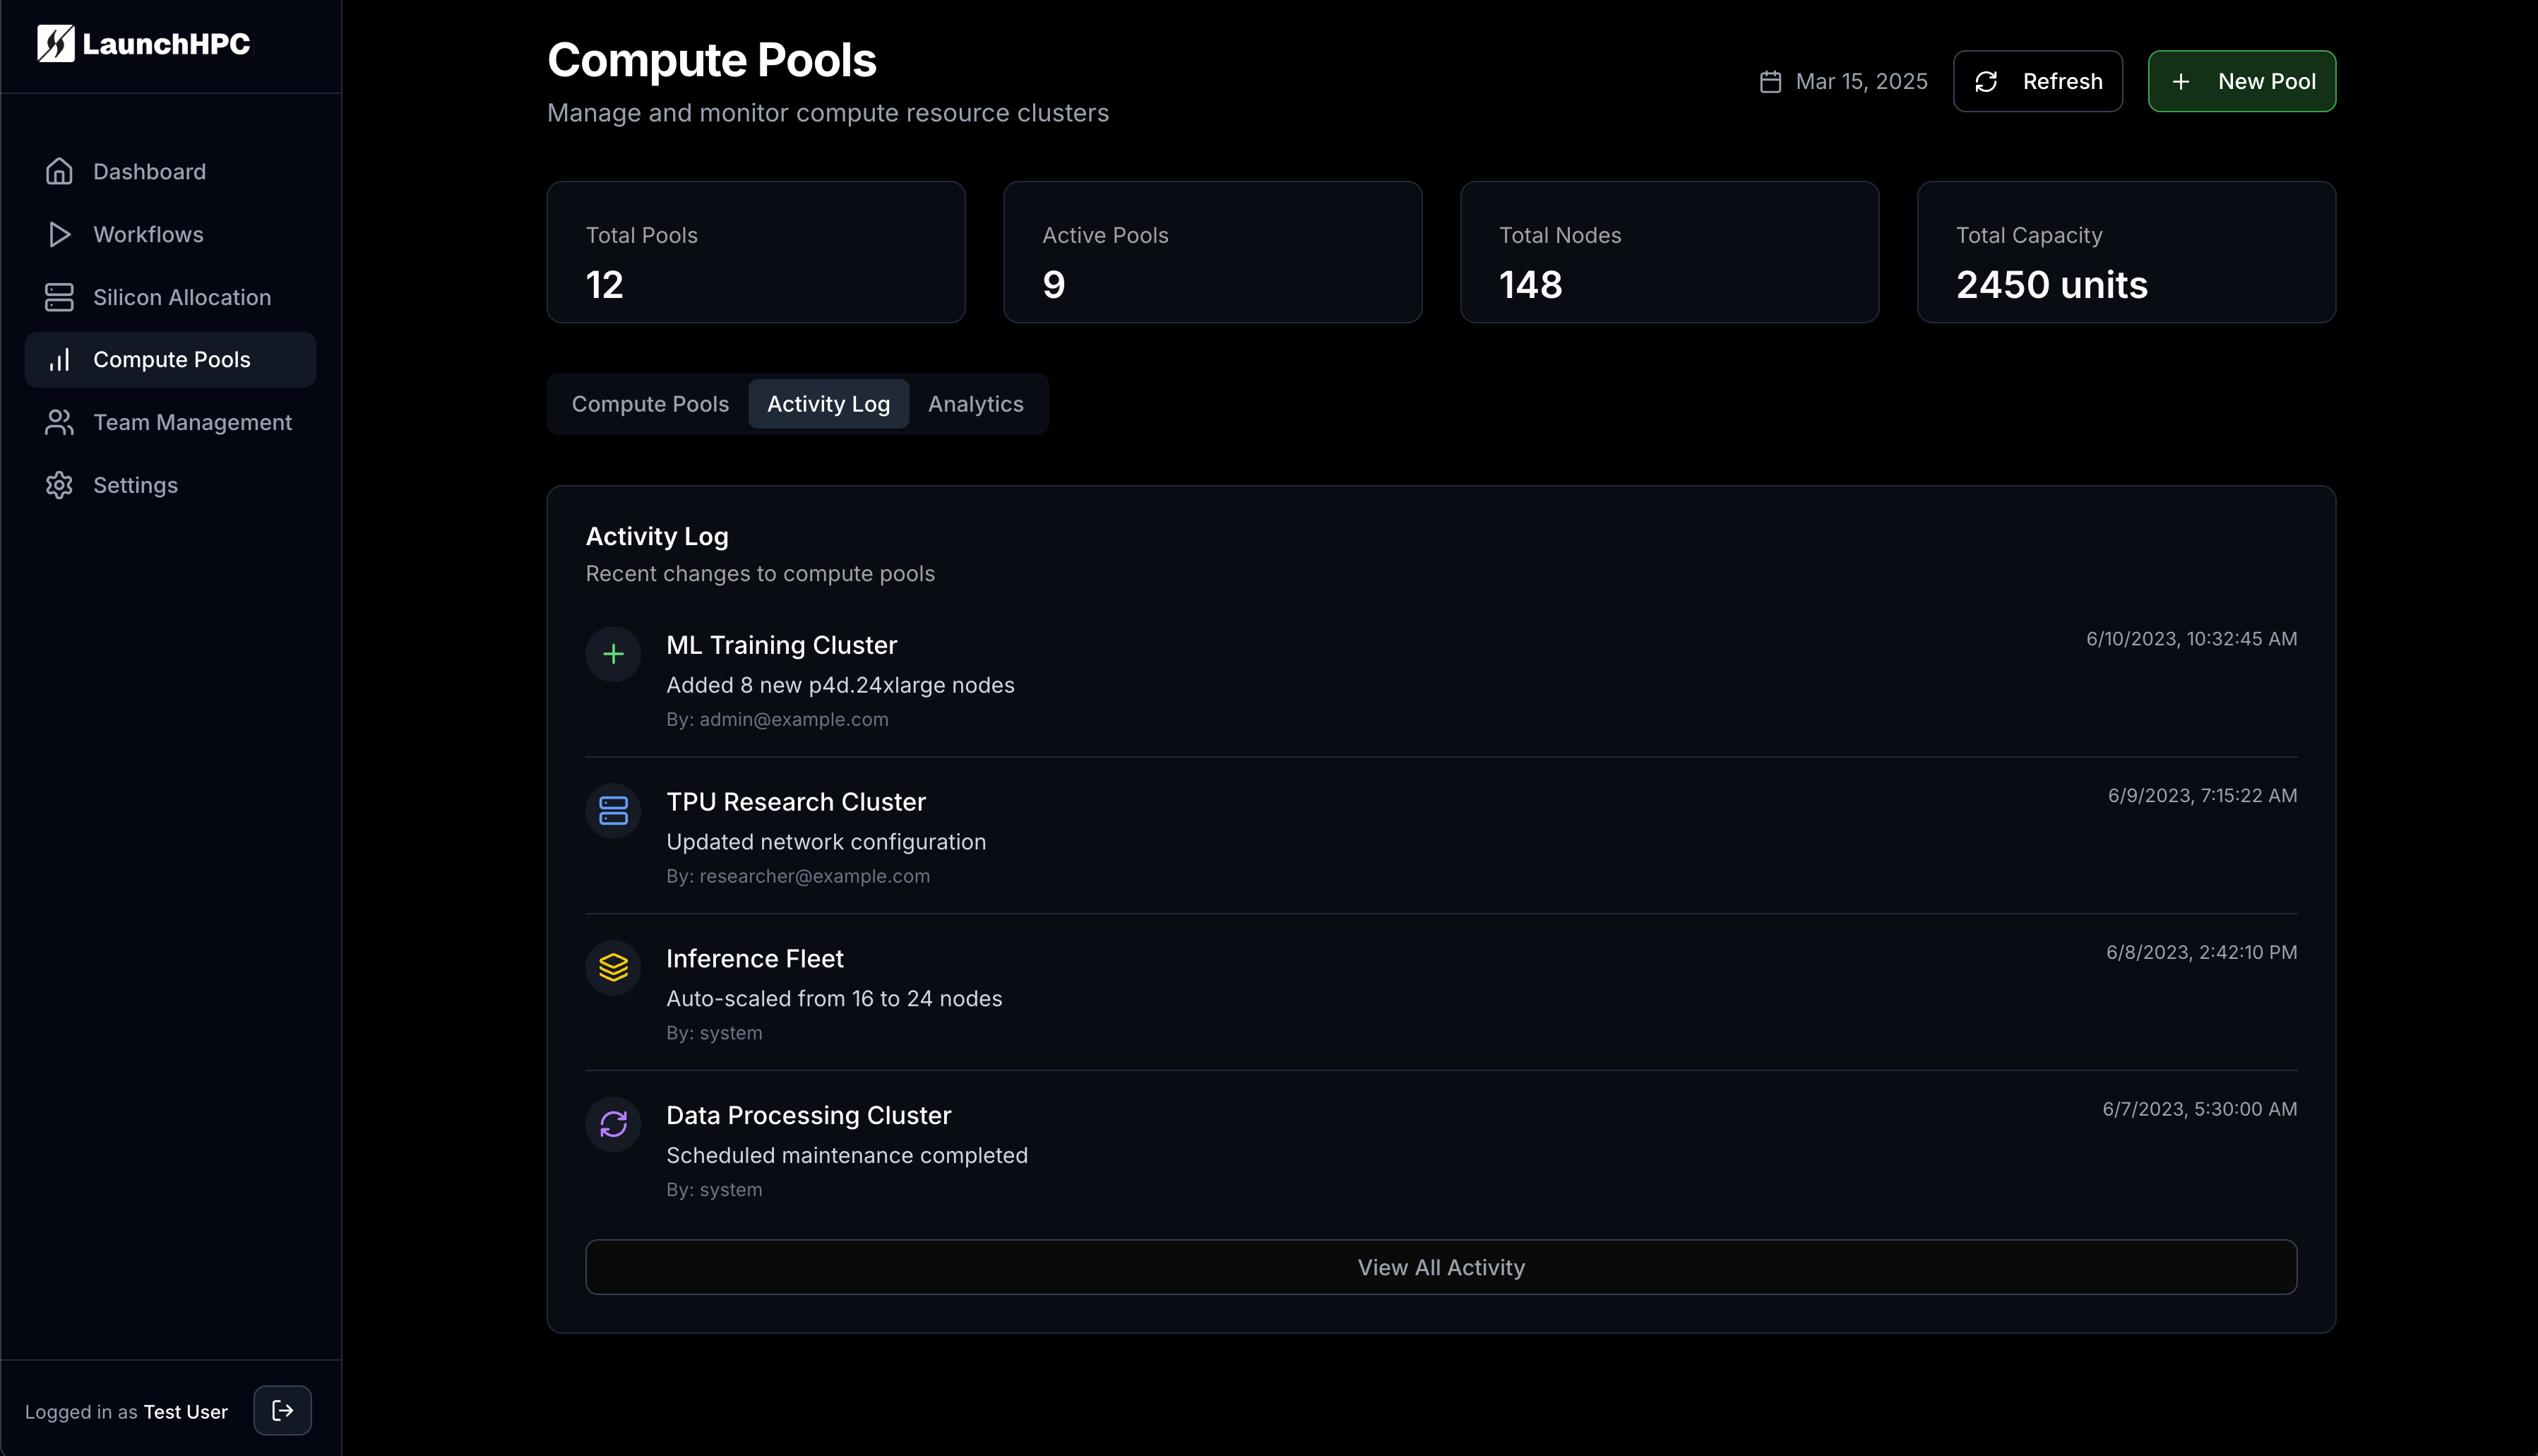 LaunchHPC
Dashboard
Workflows
Silicon Allocation
Compute Pools
Team Management
Settings
Logged in as Test User
Compute Pools
Manage and monitor compute resource clusters
Mar 15, 2025
Refresh
New Pool
Total Pools
12
Active Pools
9
Total Nodes
148
Total Capacity
2450 units
Compute Pools
Activity Log
Analytics
Activity Log
Recent changes to compute pools
ML Training Cluster
6/10/2023, 10:32:45 AM
Added 8 new p4d.24xlarge nodes
By: admin@example.com
TPU Research Cluster
6/9/2023, 7:15:22 AM
Updated network configuration
By: researcher@example.com
Inference Fleet
6/8/2023, 2:42:10 PM
Auto-scaled from 16 to 24 nodes
By: system
Data Processing Cluster
6/7/2023, 5:30:00 AM
Scheduled maintenance completed
By: system
View All Activity